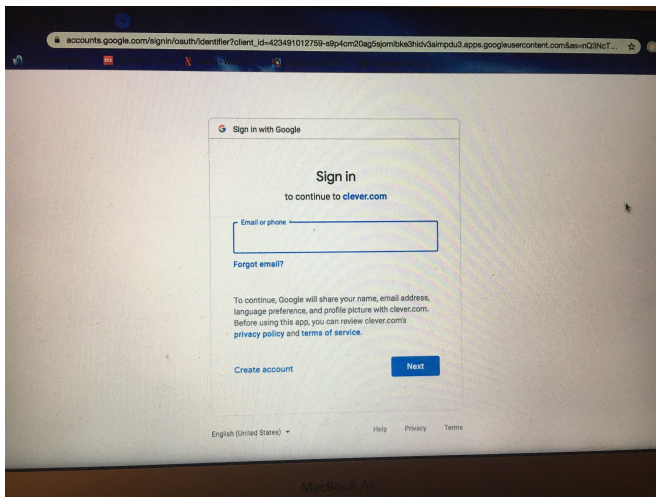 accounts.google.com/signin/oauth/identifier?client_id=423491012759-s9p4cm20ag5sjomlbke3hidv3aimpdu3.apps.googleusercontent.com&as=nQ3NcT...
N
G Sign in with Google
Sign in
to continue to clever.com
Email or phone
Forgot email?
To continue, Google will share your name, email address,
language preference, and profile picture with clever.com.
Before using this app, you can review clever.com's
privacy policy and terms of service.
Create account Next
English (United States) Help Privacy Terms
MacBook Air